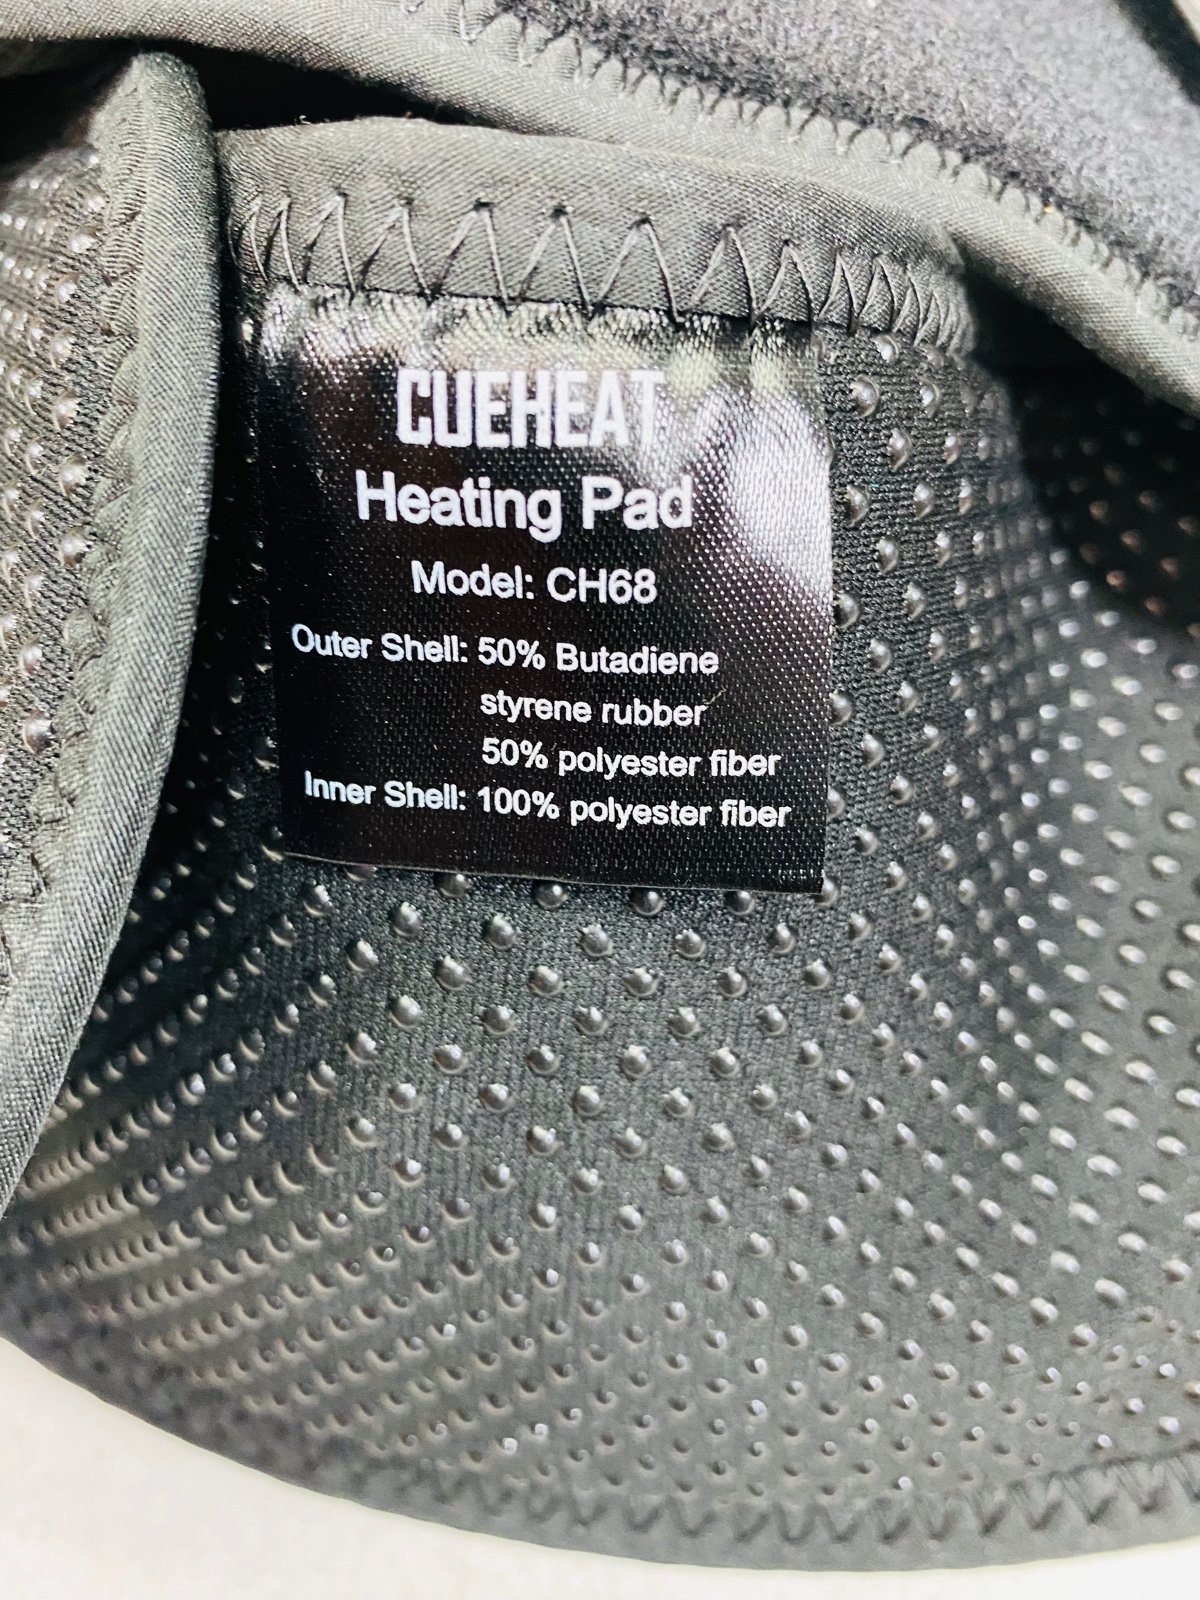 CUEHEAT
Heating Pad
Model: CH68
Outer Shell: 50% Butadiene
styrene rubber
50% polyester fiber
Inner Shell: 100% polyester fiber